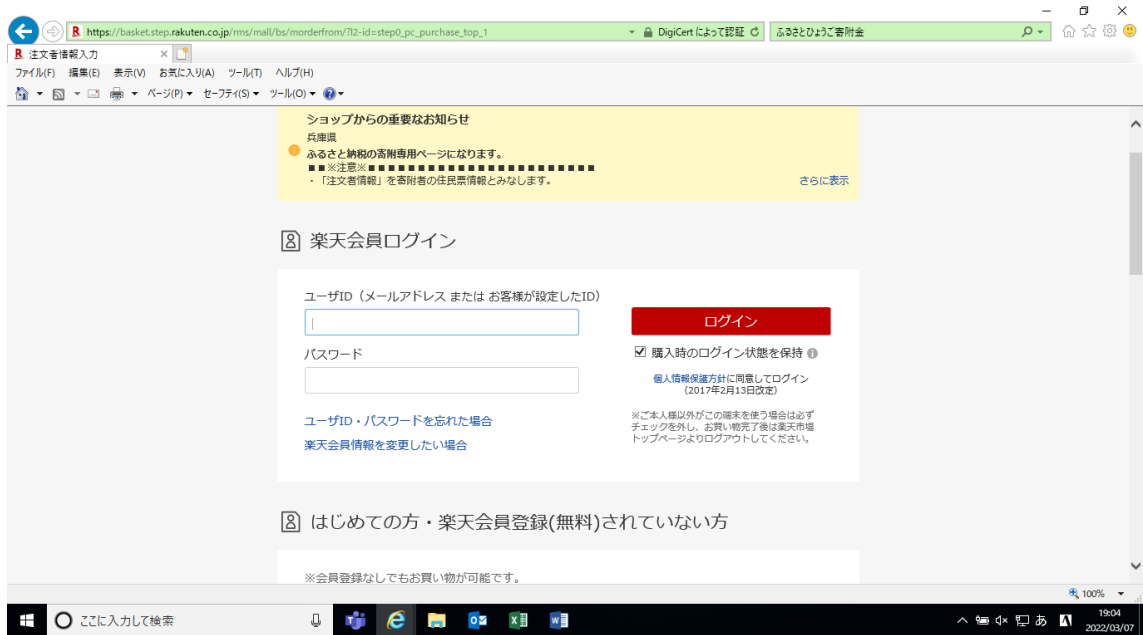 https://basket.step.rakuten.co.jp/rms/mall/bs/morderfrom/?l2-id=step0_pc_purchase_top_1
DigiCert によって認証
ふるさとひょうご寄附金
R 注文者情報入力
ファイル(F) 編集(E) 表示(V) お気に入り(A) ツール(T) ヘルプ(H)
ページ(P) セーフティ(S) ツール(O)
ショップからの重要なお知らせ
兵庫県
ふるさと納税の寄附専用ページになります。
■■※注意※■■■■■■■■■■■■■■■■■■■■■■■
・「注文者情報」を寄附者の住民票情報とみなします。
さらに表示
楽天会員ログイン
ユーザID（メールアドレス または お客様が設定したID）
パスワード
ユーザID・パスワードを忘れた場合
楽天会員情報を変更したい場合
ログイン
購入時のログイン状態を保持
個人情報保護方針に同意してログイン
（2017年2月13日改定）
※ご本人様以外がこの端末を使う場合は必ず
チェックを外し、お買い物完了後は楽天市場
トップページよりログアウトしてください。
はじめての方・楽天会員登録(無料)されていない方
※会員登録なしでもお買い物が可能です。
100%
ここに入力して検索
あ
19:04
2022/03/07